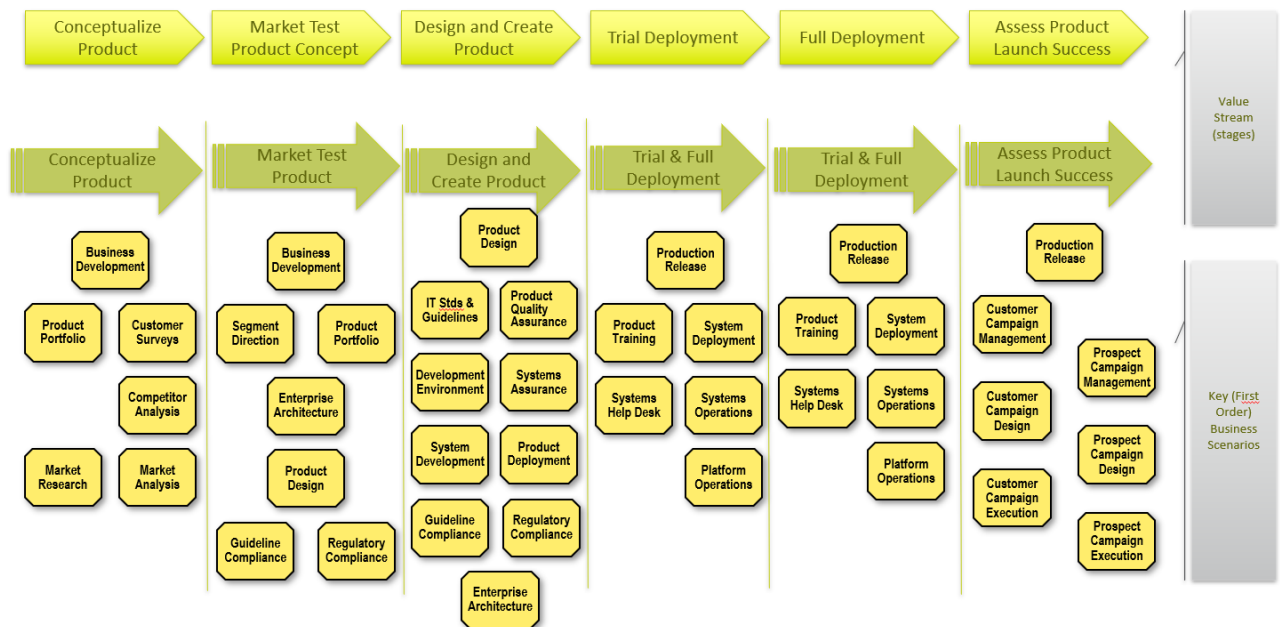 Conceptualize
Product
Market Test
Product Concept
Design and Create
Product
Trial Deployment
Full Deployment
Assess Product
Launch Success
Value
Stream
(stages)
Conceptualize
Product
Market Test
Product
Design and
Create Product
Trial & Full
Deployment
Trial & Full
Deployment
Assess Product
Launch Success
Business
Development
Product
Portfolio
Customer
Surveys
Competitor
Analysis
Market
Research
Market
Analysis
Business
Development
Segment
Direction
Product
Portfolio
Enterprise
Architecture
Product
Design
Guideline
Compliance
Regulatory
Compliance
Product
Design
IT Stds &
Guidelines
Product
Quality
Assurance
Development
Environment
Systems
Assurance
System
Development
Product
Deployment
Guideline
Compliance
Regulatory
Compliance
Enterprise
Architecture
Production
Release
Product
Training
System
Deployment
Systems
Help Desk
Systems
Operations
Platform
Operations
Production
Release
Product
Training
System
Deployment
Systems
Help Desk
Systems
Operations
Platform
Operations
Production
Release
Customer
Campaign
Management
Prospect
Campaign
Management
Customer
Campaign
Design
Prospect
Campaign
Design
Customer
Campaign
Execution
Prospect
Campaign
Execution
Key (First
Order)
Business
Scenarios